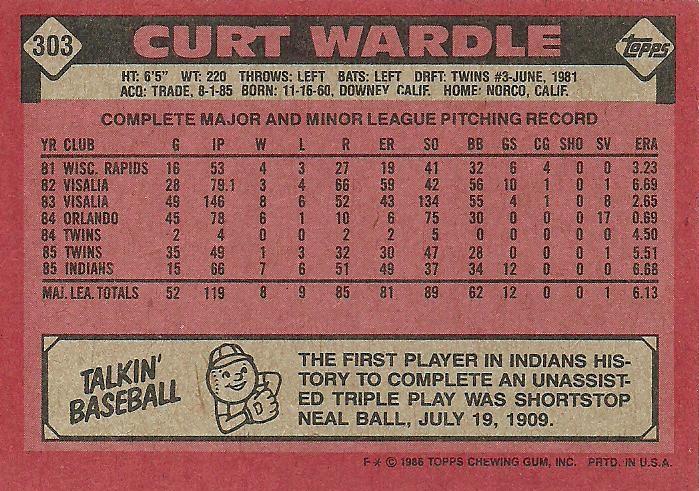 303
CURT WARDLE
topps
HT: 6'5" WT: 220 THROWS: LEFT BATS: LEFT DRFT: TWINS #3-JUNE, 1981
ACQ: TRADE, 8-1-85 BORN: 11-16-60, DOWNEY CALIF. HOME: NORCO, CALIF.
COMPLETE MAJOR AND MINOR LEAGUE PITCHING RECORD
YR CLUB G IP W L R ER SO BB GS CG SHO SV ERA
81 WISC. RAPIDS 16 53 4 3 27 19 41 32 6 4 0 0 3.23
82 VISALIA 28 79.1 3 4 66 59 42 56 10 1 0 1 6.69
83 VISALIA 49 146 8 6 52 43 134 55 4 1 0 8 2.65
84 ORLANDO 45 78 6 1 10 6 75 30 0 0 0 17 0.69
84 TWINS 2 4 0 0 2 2 5 0 0 0 0 0 4.50
85 TWINS 35 49 1 3 32 30 47 28 0 0 0 1 5.51
85 INDIANS 15 66 7 6 51 49 37 34 12 0 0 0 6.68
MAJ. LEA. TOTALS 52 119 8 9 85 81 89 62 12 0 0 1 6.13
TALKIN'
BASEBALL
THE FIRST PLAYER IN INDIANS HIS-
TORY TO COMPLETE AN UNASSIST-
ED TRIPLE PLAY WAS SHORTSTOP
NEAL BALL, JULY 19, 1909.
F * © 1986 TOPPS CHEWING GUM, INC. PRTD. IN U.S.A.